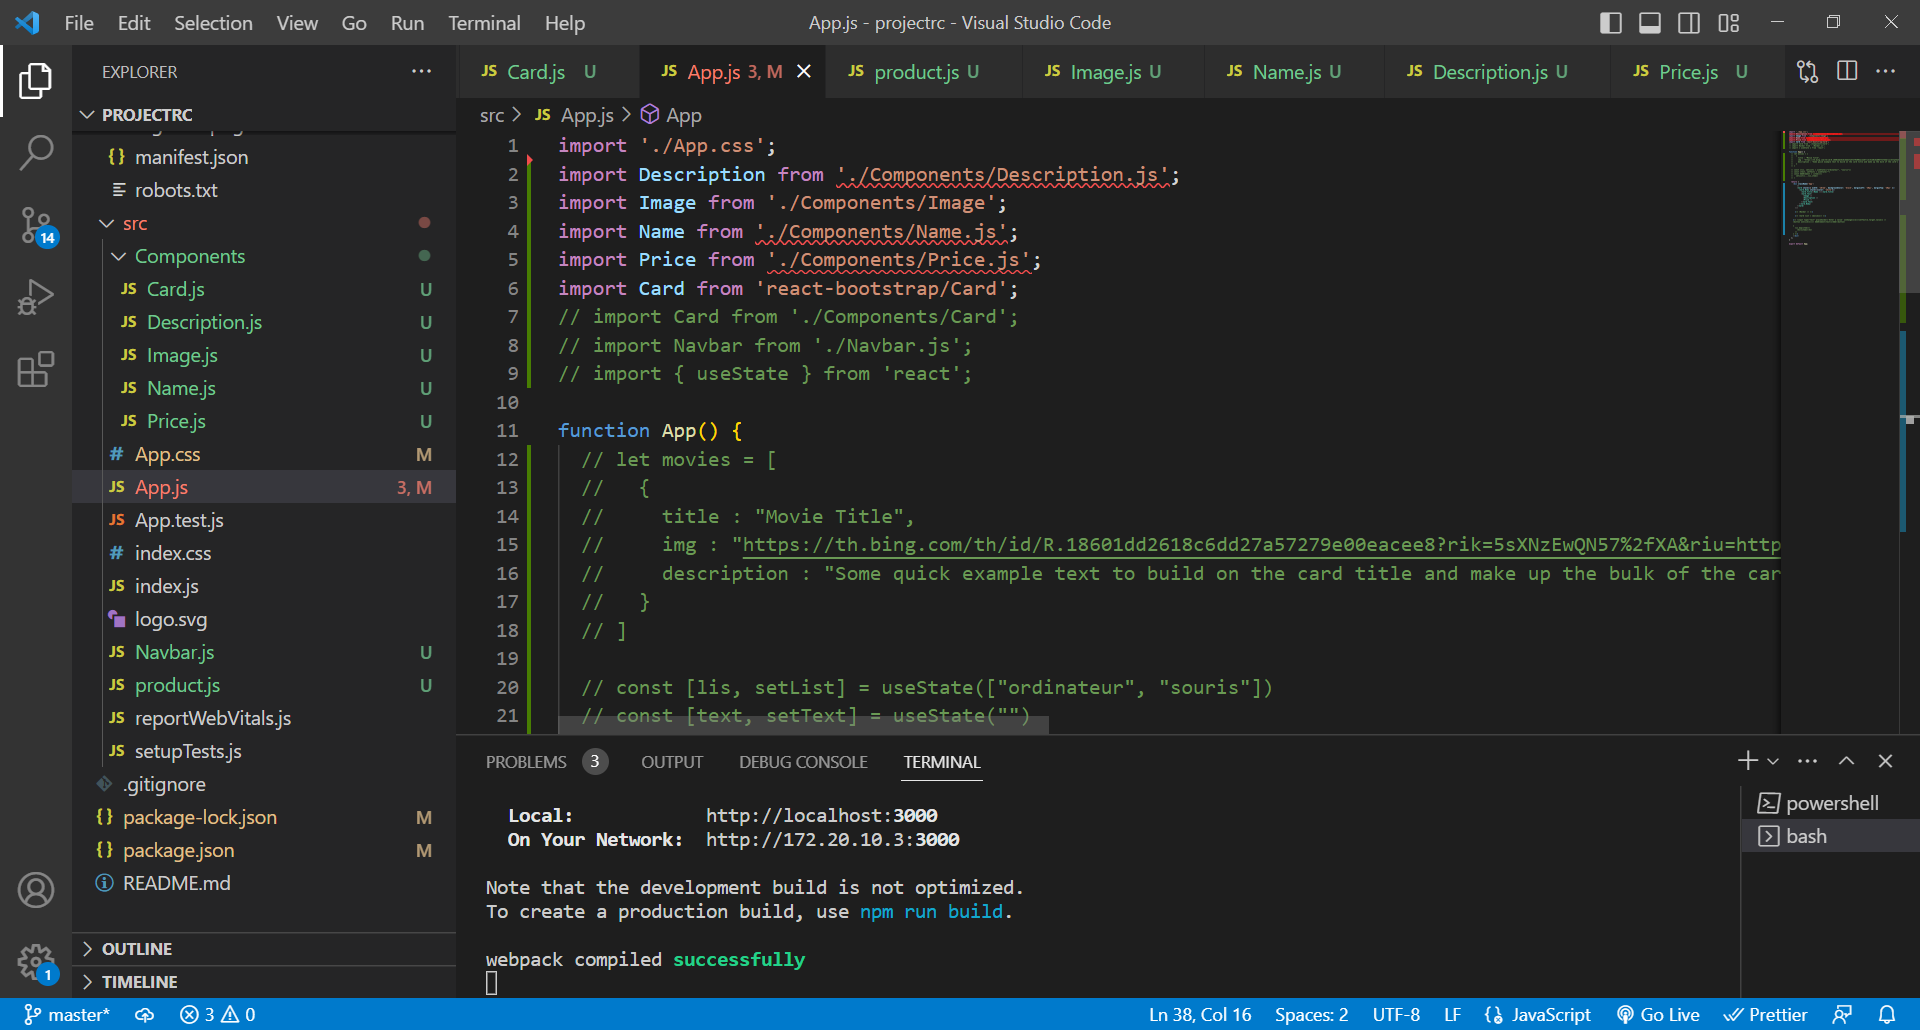 File Edit Selection View Go Run Terminal Help
App.js - projectrc - Visual Studio Code
EXPLORER
PROJECTRC
{} manifest.json
robots.txt
src
Components
JS Card.js U
JS Description.js U
JS Image.js U
JS Name.js U
JS Price.js U
# App.css M
JS App.js 3, M
JS App.test.js
# index.css
JS index.js
logo.svg
JS Navbar.js U
JS product.js U
JS reportWebVitals.js
JS setupTests.js
.gitignore
{} package-lock.json M
{} package.json M
README.md
OUTLINE
TIMELINE
14
1
JS Card.js U JS App.js 3, M JS product.js U JS Image.js U JS Name.js U JS Description.js U JS Price.js U
src > JS App.js > App
1 import './App.css';
2 import Description from './Components/Description.js';
3 import Image from './Components/Image';
4 import Name from './Components/Name.js';
5 import Price from './Components/Price.js';
6 import Card from 'react-bootstrap/Card';
7 // import Card from './Components/Card';
8 // import Navbar from './Navbar.js';
9 // import { useState } from 'react';
10
11 function App() {
12 // let movies = [
13 // {
14 // title : "Movie Title",
15 // img : "https://th.bing.com/th/id/R.18601dd2618c6dd27a57279e00eacee8?rik=5sXNzEwQN57%2fXA&riu=http
16 // description : "Some quick example text to build on the card title and make up the bulk of the car
17 // }
18 // ]
19
20 // const [lis, setList] = useState(["ordinateur", "souris"])
21 // const [text, setText] = useState("")
PROBLEMS 3 OUTPUT DEBUG CONSOLE TERMINAL
Local: http://localhost:3000
On Your Network: http://172.20.10.3:3000
Note that the development build is not optimized.
To create a production build, use npm run build.
webpack compiled successfully
powershell
bash
master* 3 0 Ln 38, Col 16 Spaces: 2 UTF-8 LF {} JavaScript Go Live Prettier